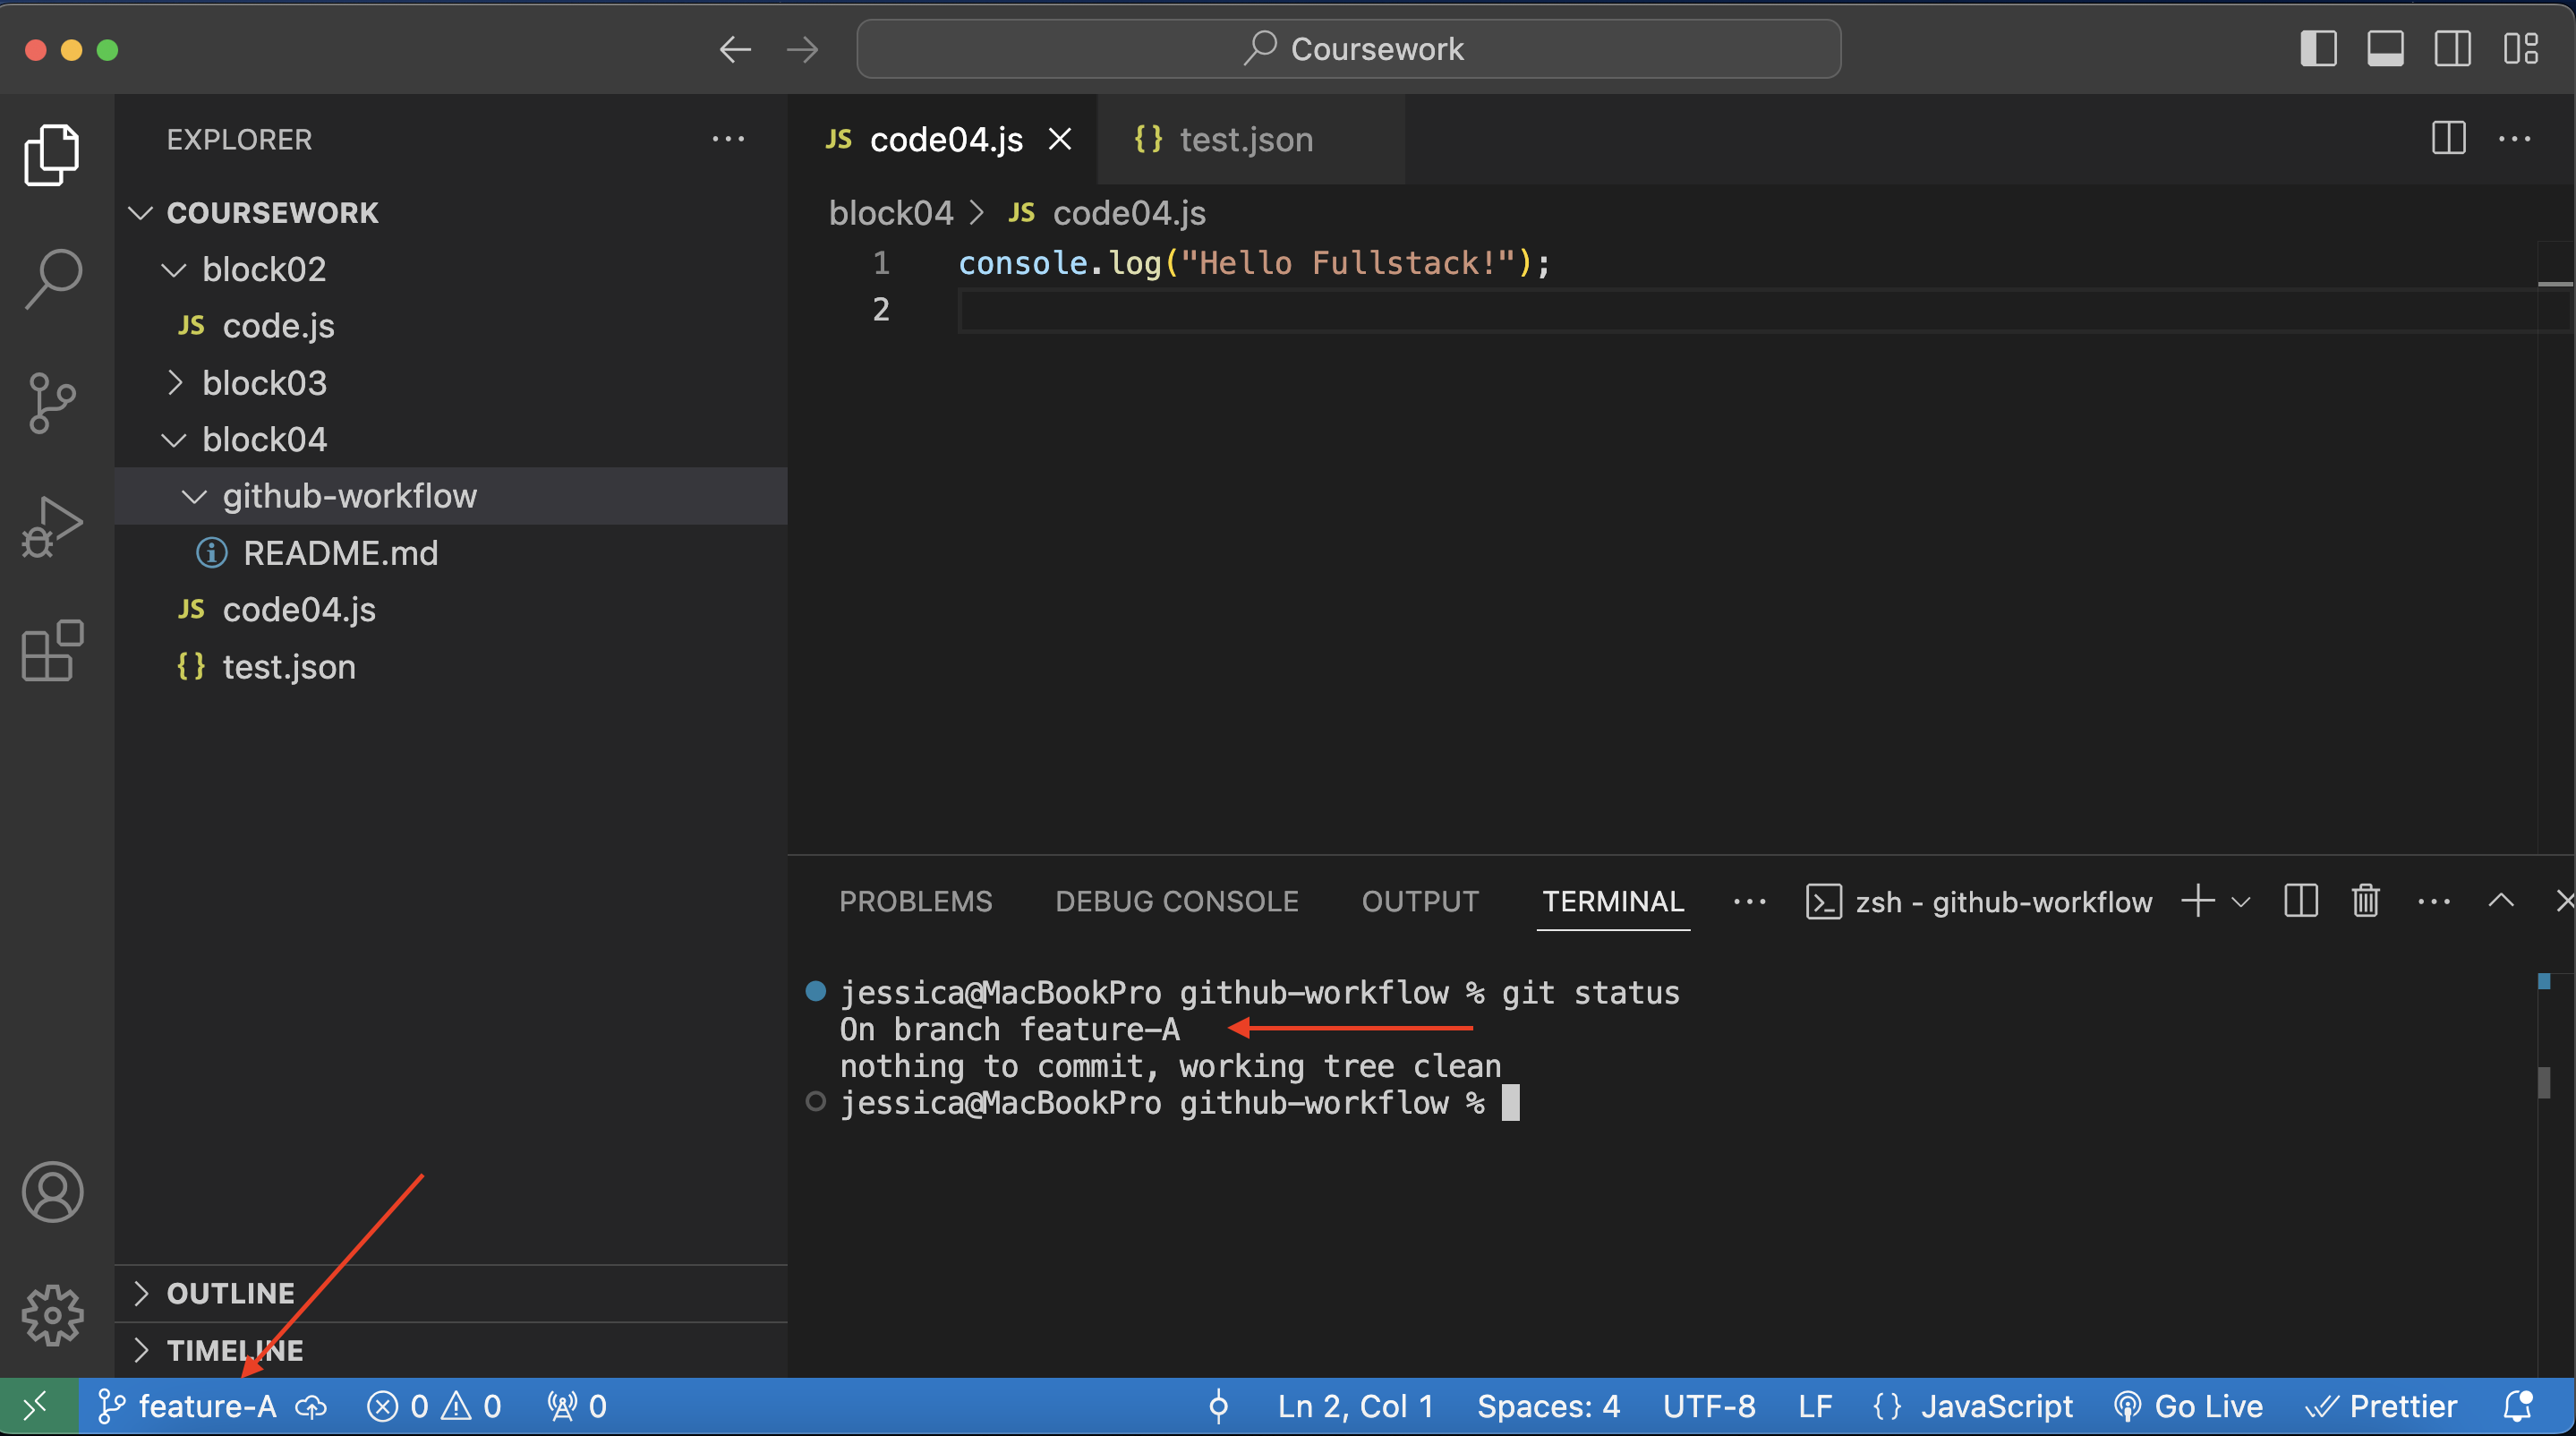 Coursework
EXPLORER
COURSEWORK
block02
JS code.js
block03
block04
github-workflow
README.md
JS code04.js
{} test.json
OUTLINE
TIMELINE
JS code04.js
{} test.json
block04 > JS code04.js
1 console.log("Hello Fullstack!");
2
PROBLEMS DEBUG CONSOLE OUTPUT TERMINAL zsh - github-workflow
jessica@MacBookPro github-workflow % git status
On branch feature-A
nothing to commit, working tree clean
jessica@MacBookPro github-workflow %
feature-A 0 0 0 Ln 2, Col 1 Spaces: 4 UTF-8 LF {} JavaScript Go Live Prettier